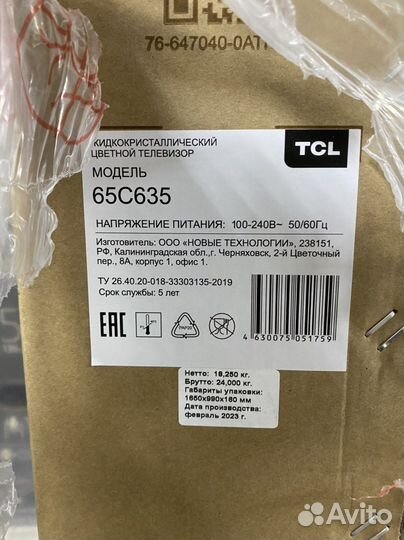 76-647040-0AT
ЖИДКОКРИСТАЛЛИЧЕСКИЙ
ЦВЕТНОЙ ТЕЛЕВИЗОР
TCL
МОДЕЛЬ
65C635
НАПРЯЖЕНИЕ ПИТАНИЯ: 100-240В~ 50/60Гц
Изготовитель: ООО «НОВЫЕ ТЕХНОЛОГИИ», 238151,
РФ, Калининградская обл.,г. Черняховск, 2-й Цветочный
пер., 8А, корпус 1, офис 1.
ТУ 26.40.20-018-33303135-2019
Срок службы: 5 лет
EAC
4630075051759
Нетто: 18,250 кг.
Брутто: 24,000 кг.
Габариты упаковки:
1650x990x160 мм
Дата производства:
февраль 2023 г.
Avito